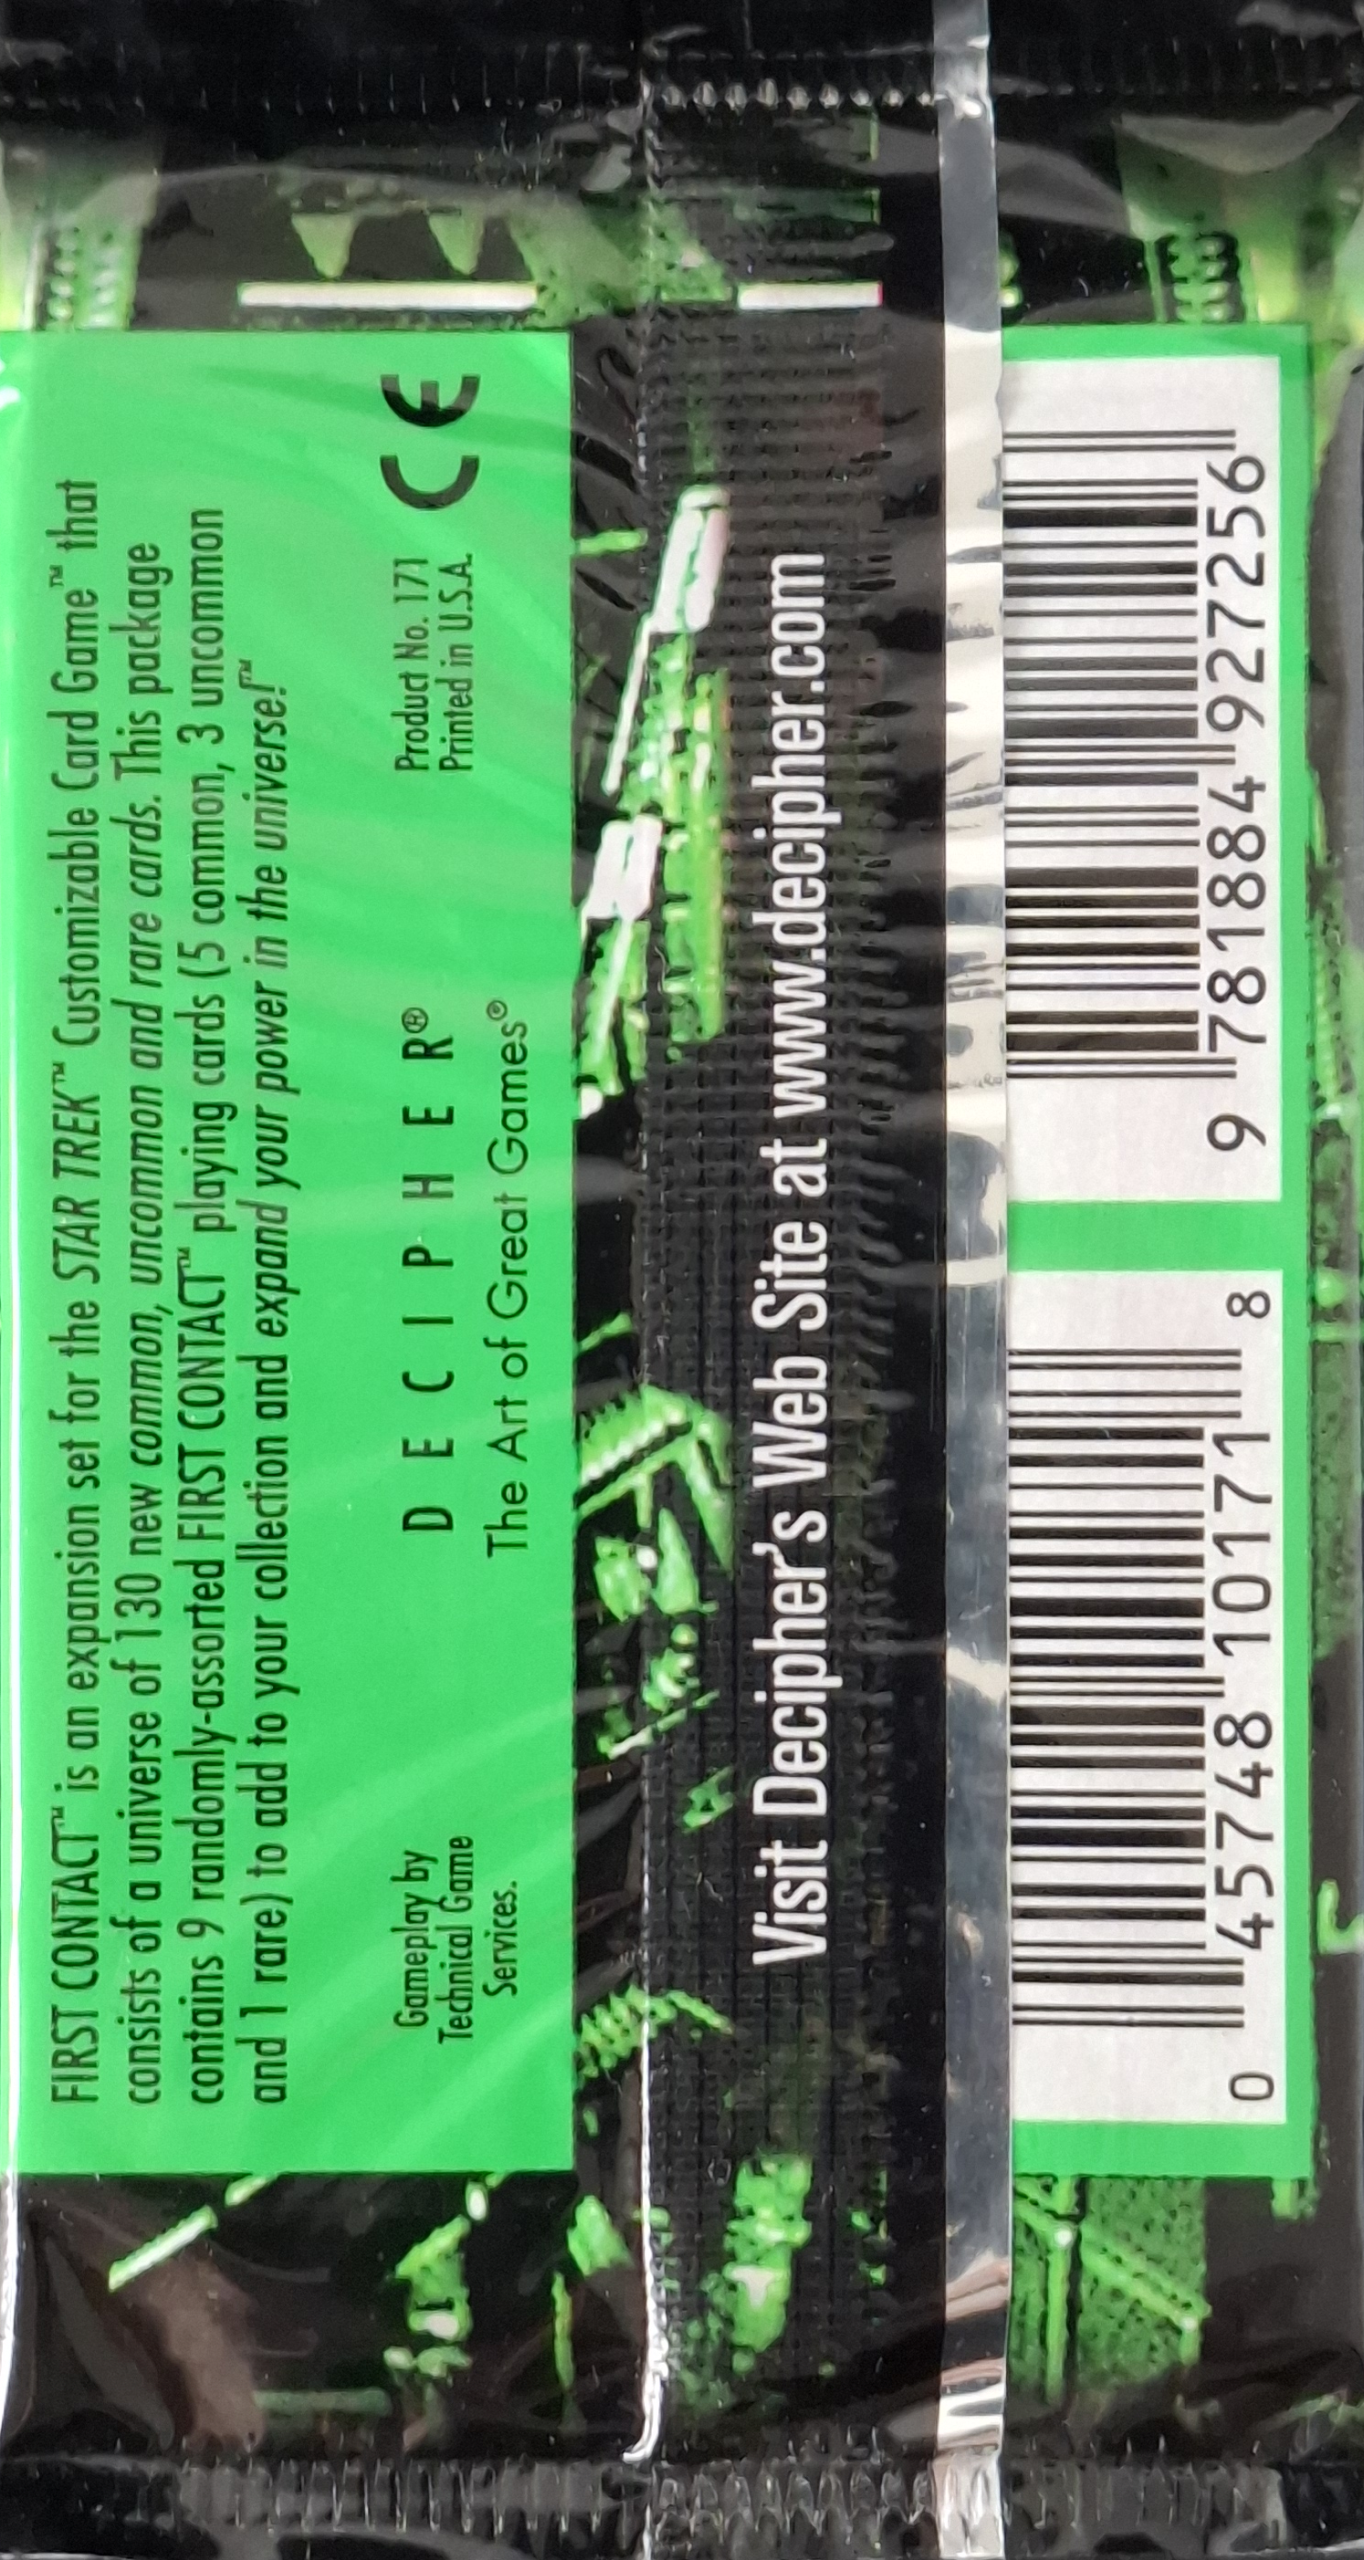 FIRST CONTACT™ is an expansion set for the STAR TREK™ Customizable Card Game™ that
consists of a universe of 130 new common, uncommon and rare cards. This package
contains 9 randomly-assorted FIRST CONTACT™ playing cards (5 common, 3 uncommon
and 1 rare) to add to your collection and expand your power in the universe!™
Gameplay by
Technical Game
Services.
DECIPHER®
The Art of Great Games®
Product No. 171
Printed in U.S.A.
CE
Visit Decipher's Web Site at www.decipher.com
0 45748 10171 8
9 781884 927256